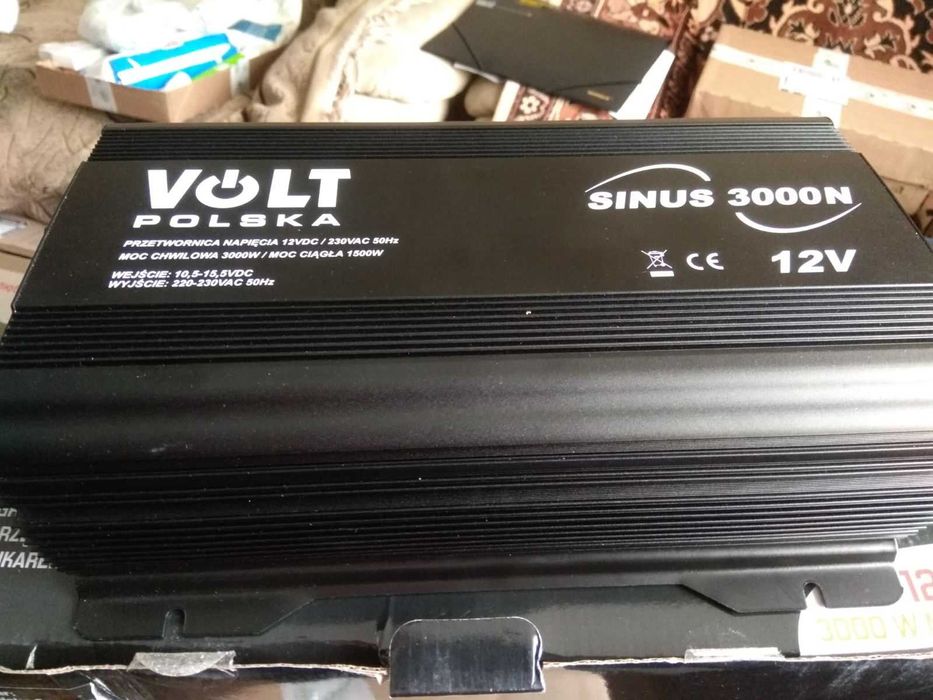 VOLT
POLSKA
PRZETWORNICA NAPIĘCIA 12VDC / 230VAC 50Hz
MOC CHWILOWA 3000W / MOC CIĄGŁA 1500W
WEJŚCIE: 10,5-15,5VDC
WYJŚCIE: 220-230VAC 50Hz
SINUS 3000N
CE
12V
12
3000 W